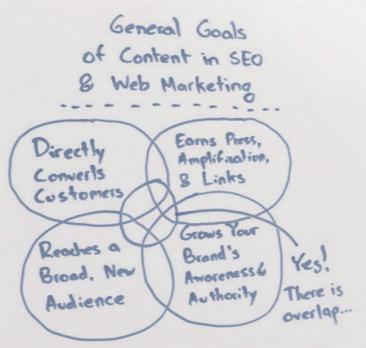 General Goals
of Content in SEO
& Web Marketing
Directly
Converts
Customers
Earns Press,
Amplification,
& Links
Reaches a
Broad, New
Audience
Grows Your
Brand's
Awareness &
Authority
Yes!
There is
overlap...